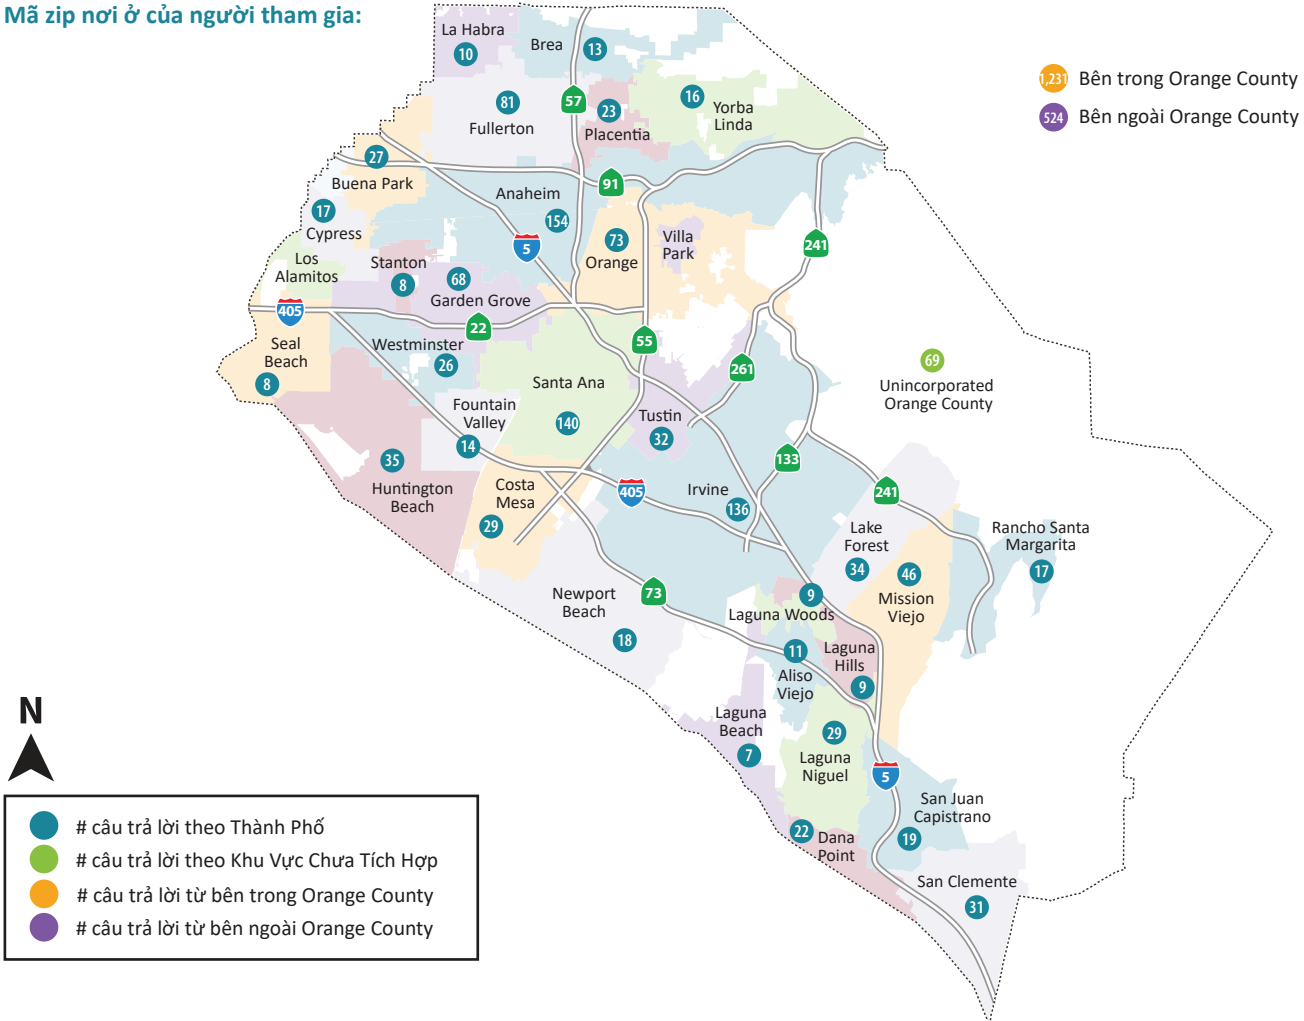 Mã zip nơi ở của người tham gia:
La Habra
10
Brea
13
1,231 Bên trong Orange County
524 Bên ngoài Orange County
81
Fullerton
57
23
Placentia
16
Yorba
Linda
27
Buena Park
91
Anaheim
154
17
Cypress
5
73
Orange
Villa
Park
241
Los
Alamitos
Stanton
8
68
Garden Grove
405
22
55
Seal
Beach
8
Westminster
26
261
69
Unincorporated
Orange County
Santa Ana
140
Fountain
Valley
14
Tustin
32
35
Huntington
Beach
Costa
Mesa
29
405
Irvine
136
133
241
Lake
Forest
34
46
Mission
Viejo
Rancho Santa
Margarita
17
Newport
Beach
18
73
9
Laguna Woods
11
Aliso
Viejo
Laguna
Hills
9
Laguna
Beach
7
29
Laguna
Niguel
5
San Juan
Capistrano
19
22
Dana
Point
San Clemente
31
N
# câu trả lời theo Thành Phố
# câu trả lời theo Khu Vực Chưa Tích Hợp
# câu trả lời từ bên trong Orange County
# câu trả lời từ bên ngoài Orange County